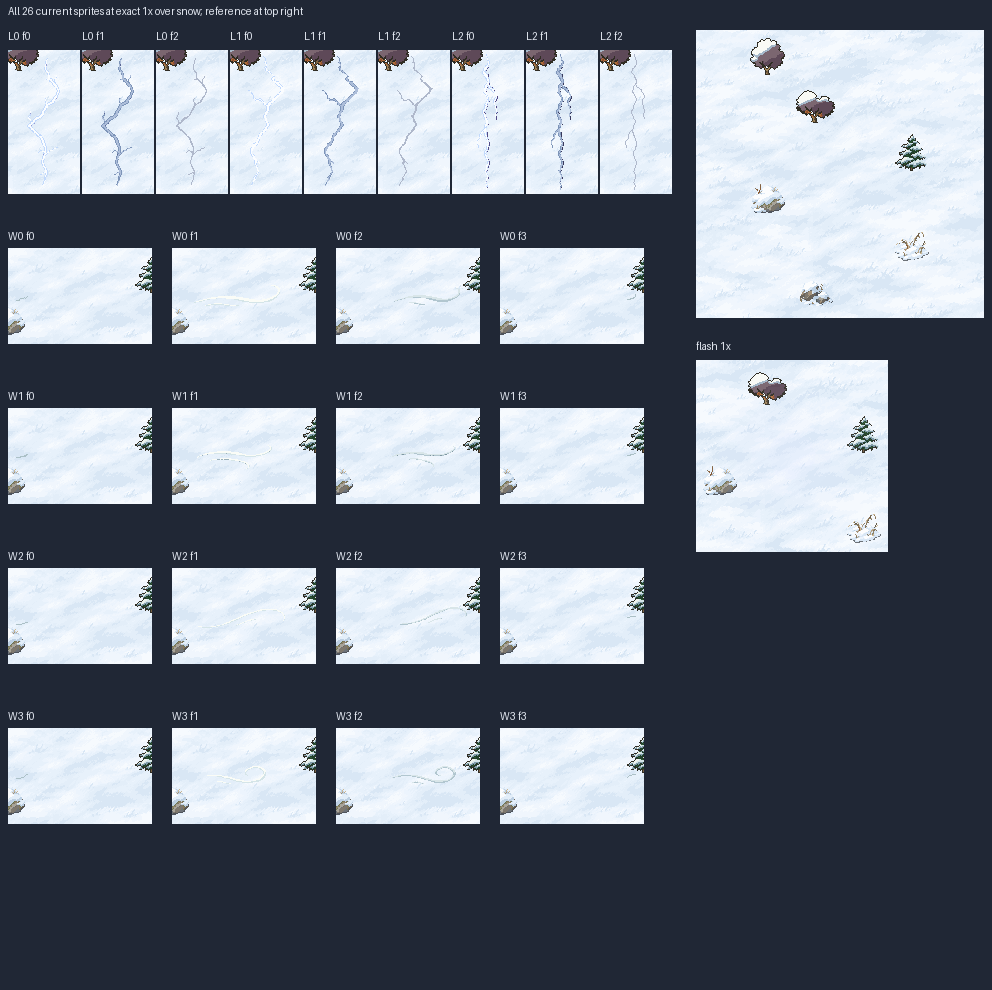 All 26 current sprites at exact 1x over snow; reference at top right
L0 f0 L0 f1 L0 f2 L1 f0 L1 f1 L1 f2 L2 f0 L2 f1 L2 f2
W0 f0 W0 f1 W0 f2 W0 f3
flash 1x
W1 f0 W1 f1 W1 f2 W1 f3
W2 f0 W2 f1 W2 f2 W2 f3
W3 f0 W3 f1 W3 f2 W3 f3